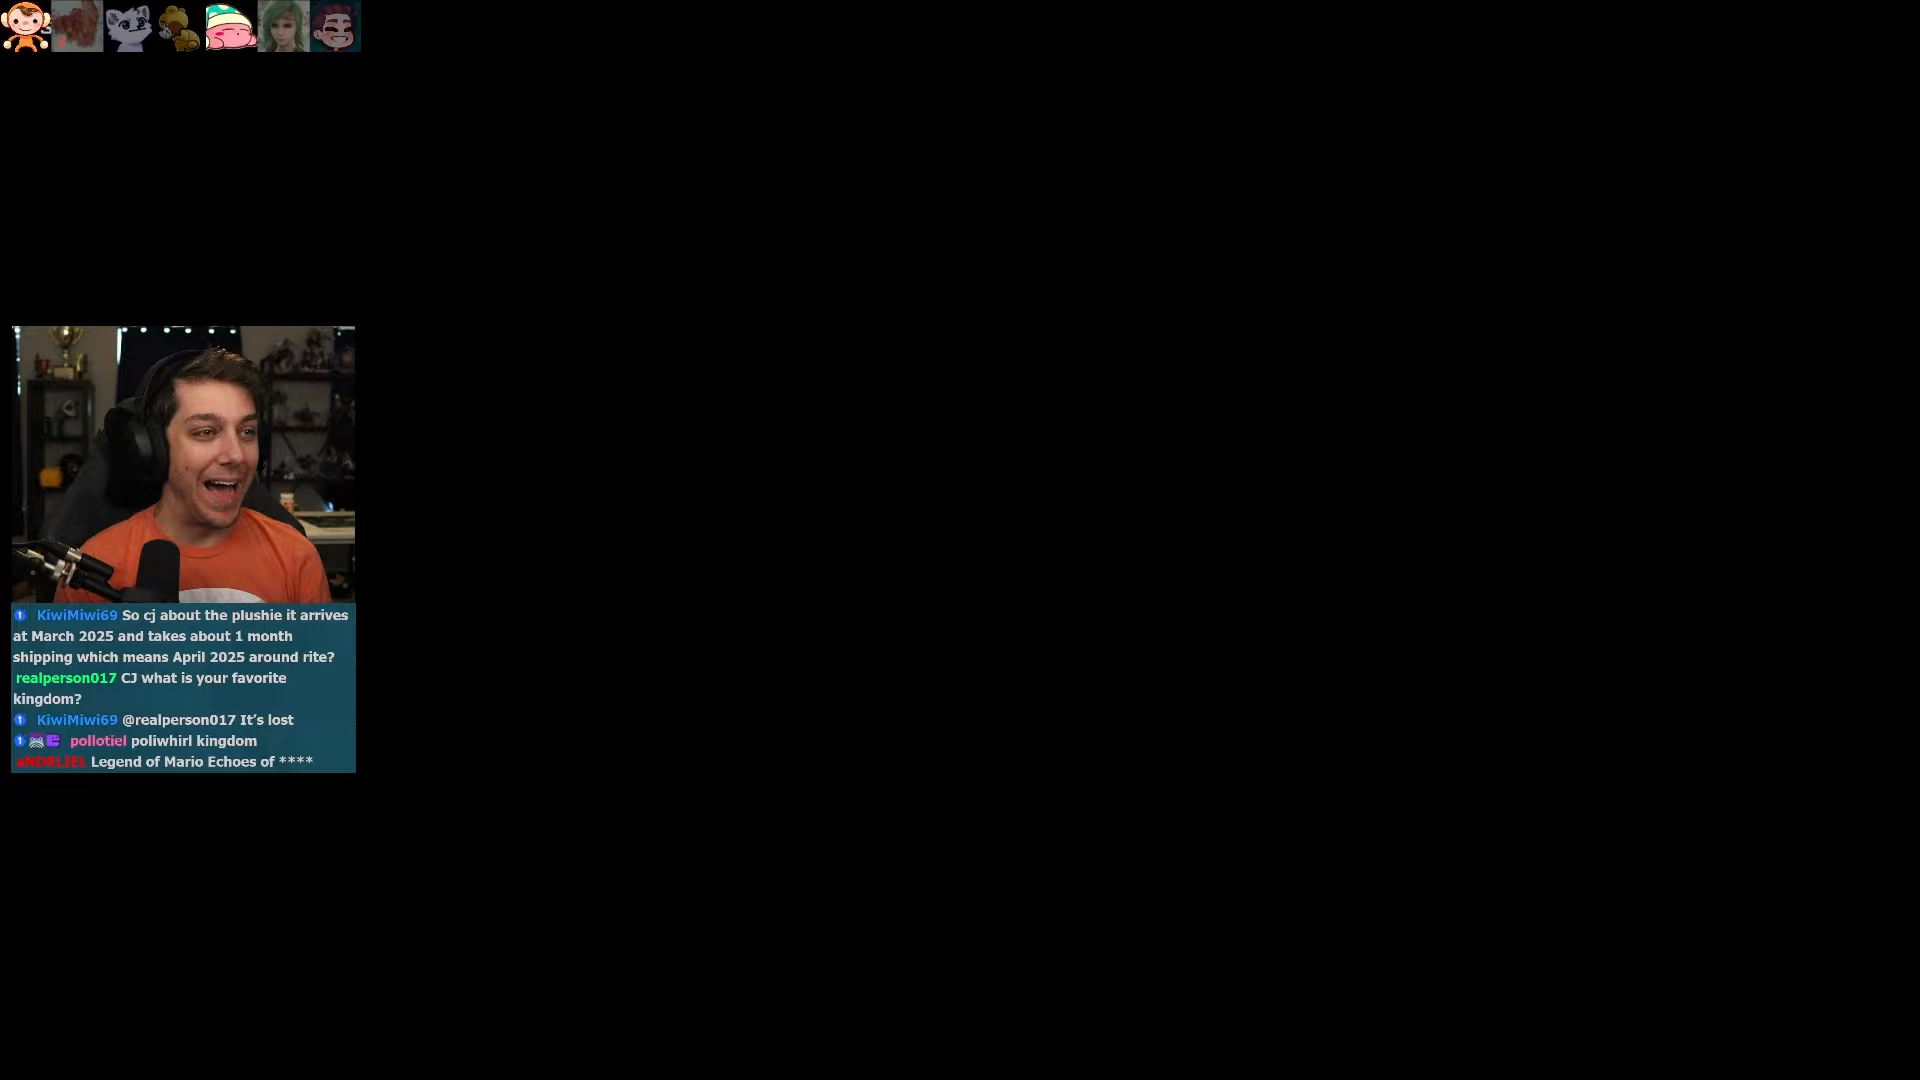 KiwiMiwi69 So cj about the plushie it arrives
at March 2025 and takes about 1 month
shipping which means April 2025 around rite?
realperson017 CJ what is your favorite
kingdom?
KiwiMiwi69 @realperson017 It’s lost
pollotiel poliwhirl kingdom
aNDRLIEL Legend of Mario Echoes of ****